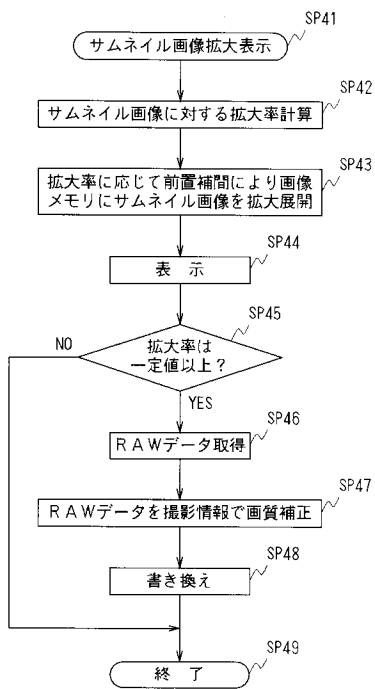 SP41
サムネイル画像拡大表示
SP42
サムネイル画像に対する拡大率計算
SP43
拡大率に応じて前置補間により画像
メモリにサムネイル画像を拡大展開
SP44
表 示
SP45
拡大率は
一定値以上?
NO
YES
SP46
RAWデータ取得
SP47
RAWデータを撮影情報で画質補正
SP48
書き換え
SP49
終 了